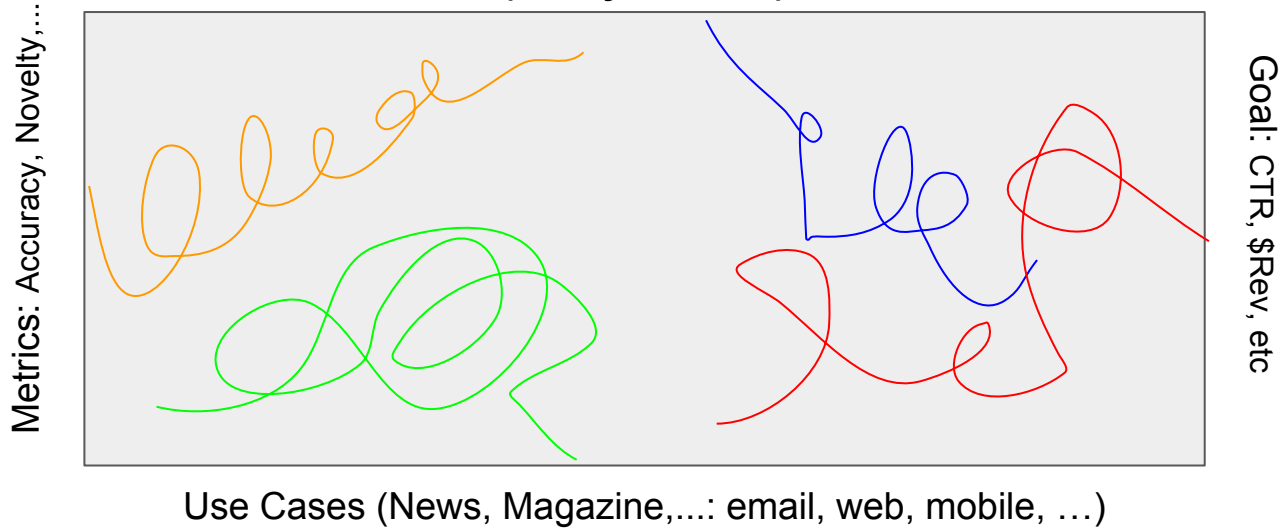 Metrics: Accuracy, Novelty,...
Goal: CTR, $Rev, etc
Use Cases (News, Magazine,...: email, web, mobile, …)